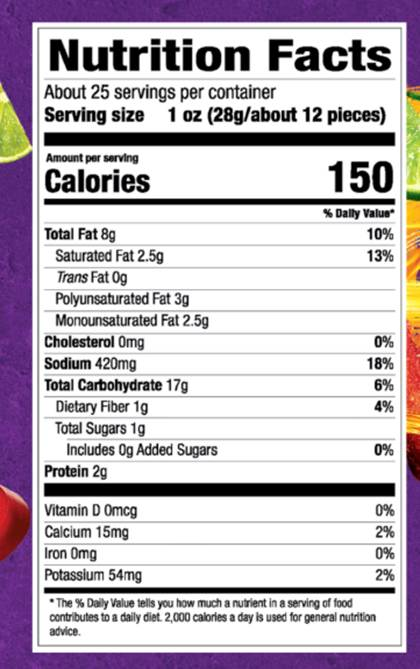 Nutrition Facts
About 25 servings per container
Serving size 1 oz (28g/about 12 pieces)
Amount per serving
Calories 150
% Daily Value*
Total Fat 8g 10%
Saturated Fat 2.5g 13%
Trans Fat 0g
Polyunsaturated Fat 3g
Monounsaturated Fat 2.5g
Cholesterol 0mg 0%
Sodium 420mg 18%
Total Carbohydrate 17g 6%
Dietary Fiber 1g 4%
Total Sugars 1g
Includes 0g Added Sugars 0%
Protein 2g
Vitamin D 0mcg 0%
Calcium 15mg 2%
Iron 0mg 0%
Potassium 54mg 2%
* The % Daily Value tells you how much a nutrient in a serving of food
contributes to a daily diet. 2,000 calories a day is used for general nutrition
advice.